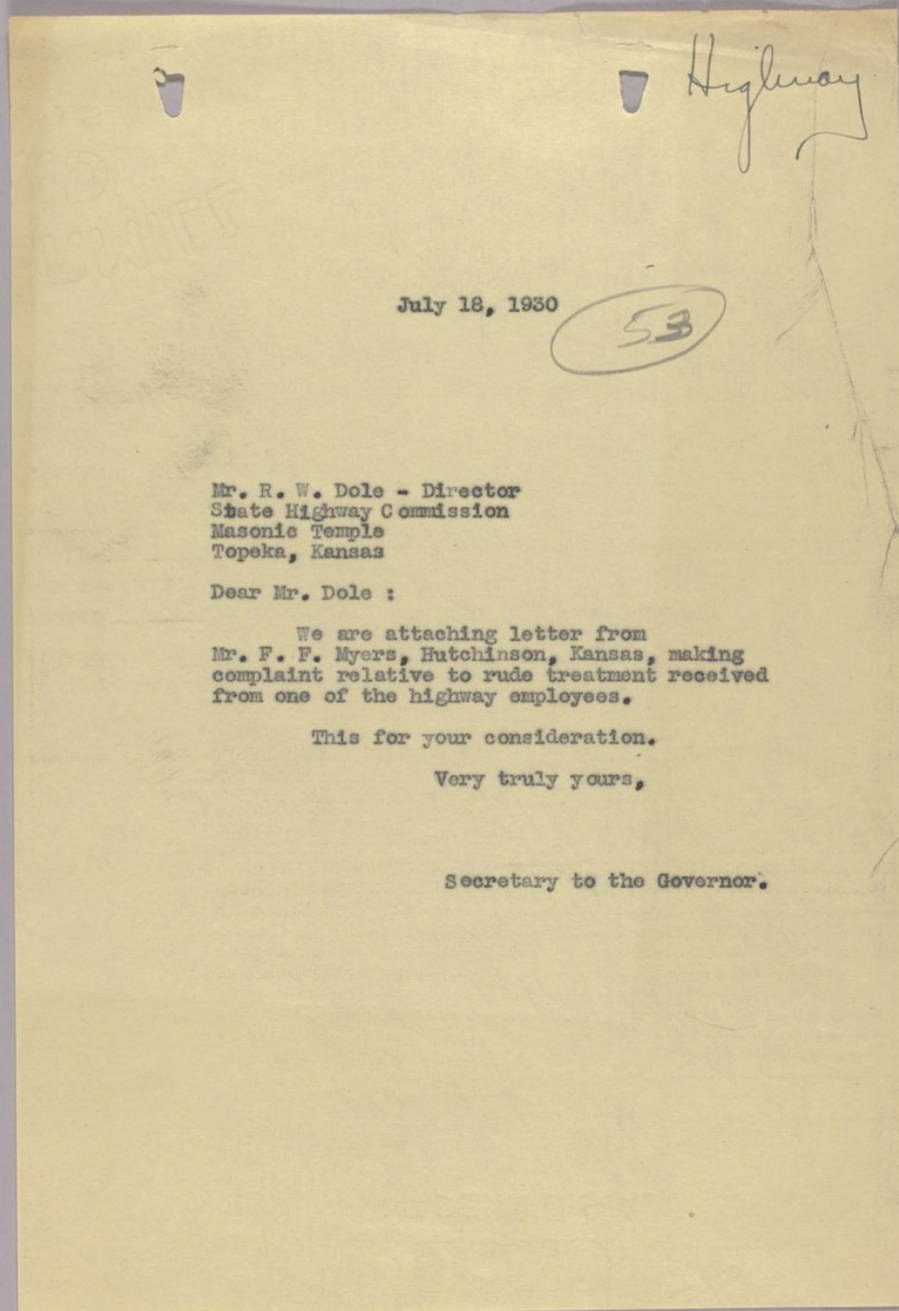 Highway
July 18, 1930
53
Mr. R. W. Dole - Director
State Highway Commission
Masonic Temple
Topeka, Kansas
Dear Mr. Dole :
We are attaching letter from
Mr. F. F. Myers, Hutchinson, Kansas, making
complaint relative to rude treatment received
from one of the highway employees.
This for your consideration.
Very truly yours,
Secretary to the Governor.